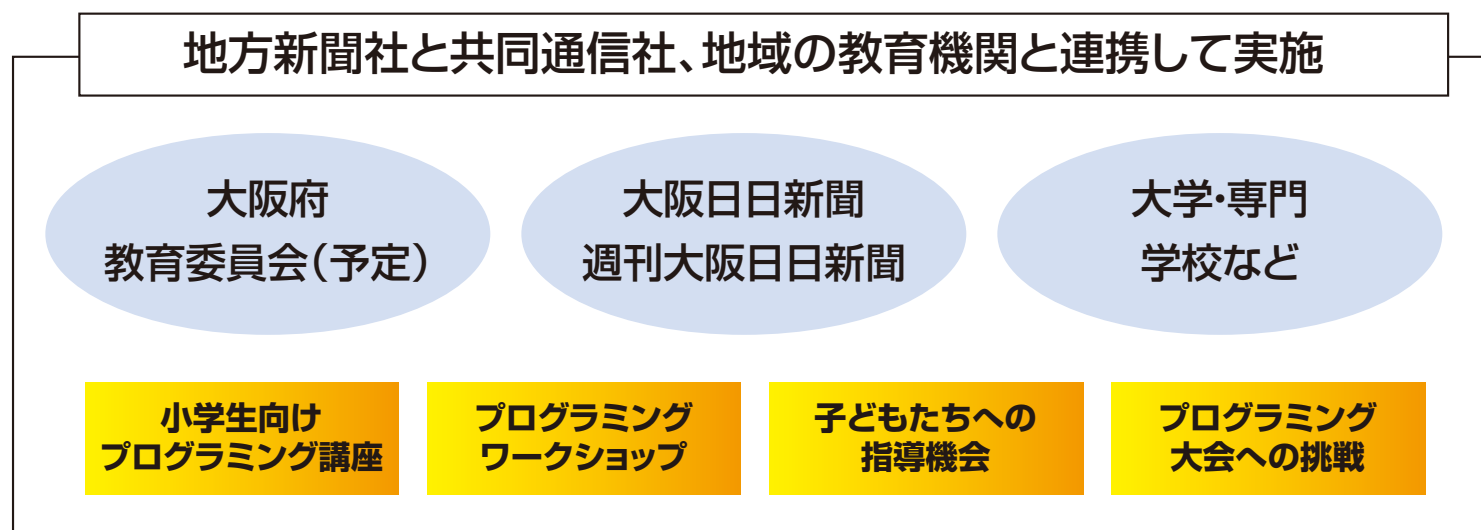 地方新聞社と共同通信社、地域の教育機関と連携して実施
大阪府
教育委員会（予定）
大阪日日新聞
週刊大阪日日新聞
大学・専門
学校など
小学生向け
プログラミング講座
プログラミング
ワークショップ
子どもたちへの
指導機会
プログラミング
大会への挑戦